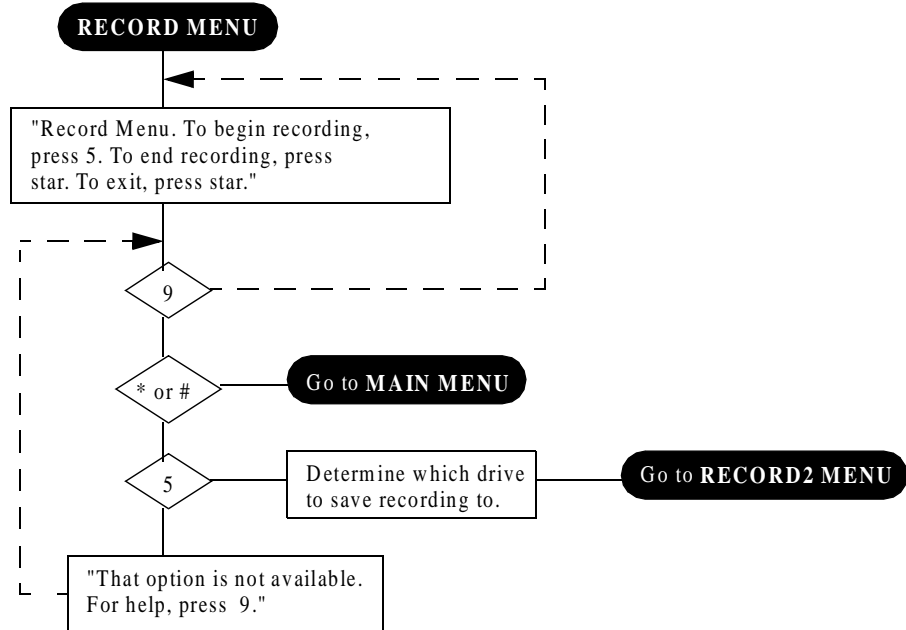 RECORD MENU
"Record Menu. To begin recording,
press 5. To end recording, press
star. To exit, press star."
9
* or #
Go to MAIN MENU
5
Determine which drive
to save recording to.
Go to RECORD2 MENU
"That option is not available.
For help, press 9."